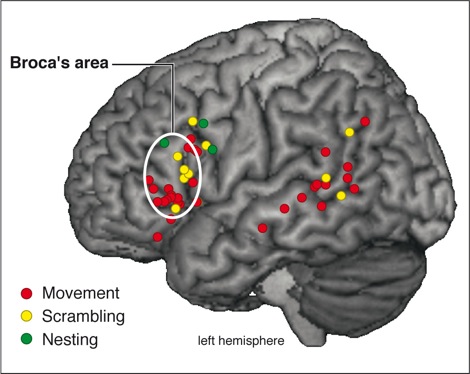 Broca's area
Movement
Scrambling
Nesting
left hemisphere